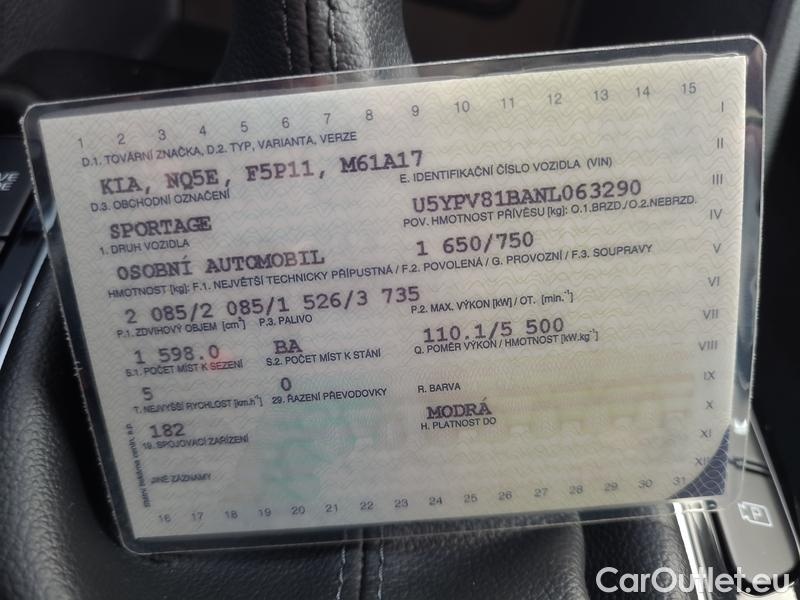 1 2 3 4 5 6 7 8 9 10 11 12 13 14 15
I
D.1. TOVÁRNÍ ZNAČKA, D.2. TYP, VARIANTA, VERZE
II
KIA, NQ5E, F5P11, M61A17
E. IDENTIFIKAČNÍ ČÍSLO VOZIDLA (VIN)
D.3. OBCHODNÍ OZNAČENÍ
U5YPV81BANL063290
III
SPORTAGE
POV. HMOTNOST PŘÍVĚSU [kg]: O.1.BRZD./O.2.NEBRZD.
IV
1. DRUH VOZIDLA
1 650/750
OSOBNÍ AUTOMOBIL
V
HMOTNOST [kg]: F.1. NEJVĚTŠÍ TECHNICKY PŘÍPUSTNÁ / F.2. POVOLENÁ / G. PROVOZNÍ / F.3. SOUPRAVY
2 085/2 085/1 526/3 735
VI
P.1. ZDVIHOVÝ OBJEM [cm³] P.3. PALIVO
P.2. MAX. VÝKON [kW] / OT. [min.⁻¹]
1 598.0 BA
110.1/5 500
VII
S.1. POČET MÍST K SEZENÍ S.2. POČET MÍST K STÁNÍ
Q. POMĚR VÝKON / HMOTNOST [kW.kg⁻¹]
VIII
5 0
T. NEJVYŠŠÍ RYCHLOST [km.h⁻¹] 29. ŘAZENÍ PŘEVODOVKY
R. BARVA
IX
182
MODRÁ
X
19. SPOJOVACÍ ZAŘÍZENÍ
H. PLATNOST DO
XI
JINÉ ZÁZNAMY
XII
16 17 18 19 20 21 22 23 24 25 26 27 28 29 30 31
CarOutlet.eu